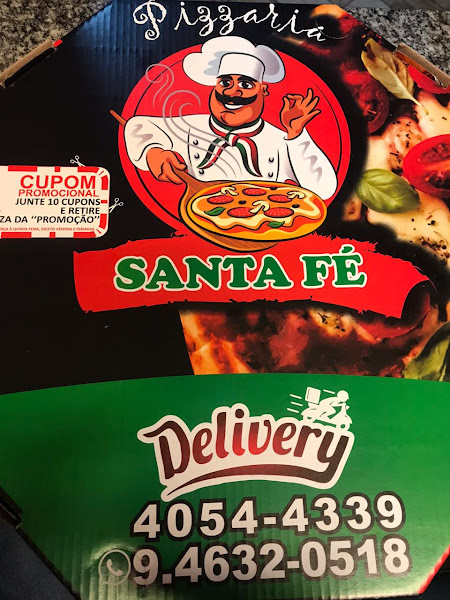 Pizzaria
CUPOM
PROMOCIONAL
JUNTE 10 CUPONS
E RETIRE
ZA DA "PROMOÇÃO"
SANTA FÉ
Delivery
4054-4339
9.4632-0518